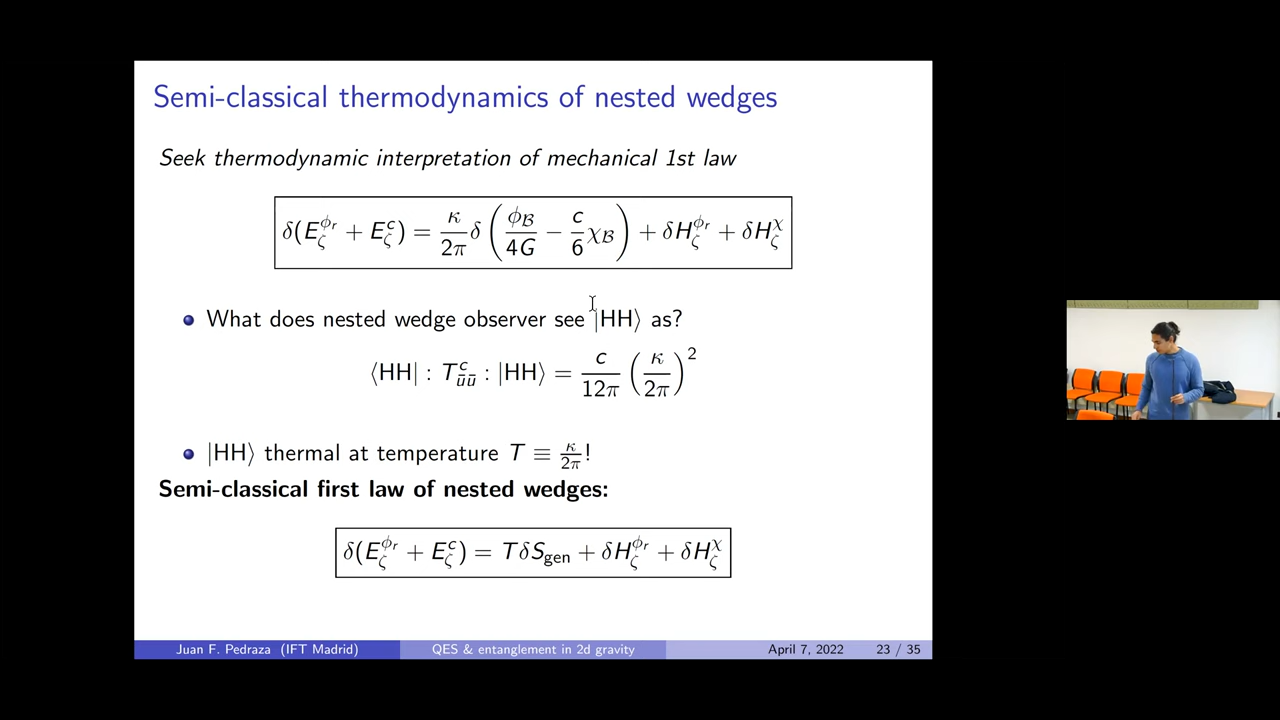 Semi-classical thermodynamics of nested wedges
Seek thermodynamic interpretation of mechanical 1st law
δ(E_ζ^{ϕ_r} + E_ζ^c) = κ/2π δ (ϕ_𝓑/4G − c/6 χ_𝓑) + δH_ζ^{ϕ_r} + δH_ζ^χ
• What does nested wedge observer see |HH⟩ as?
⟨HH| : T^c_{ūū} : |HH⟩ = c/12π (κ/2π)^2
• |HH⟩ thermal at temperature T ≡ κ/2π!
Semi-classical first law of nested wedges:
δ(E_ζ^{ϕ_r} + E_ζ^c) = TδS_gen + δH_ζ^{ϕ_r} + δH_ζ^χ
Juan F. Pedraza (IFT Madrid) QES & entanglement in 2d gravity April 7, 2022 23 / 35